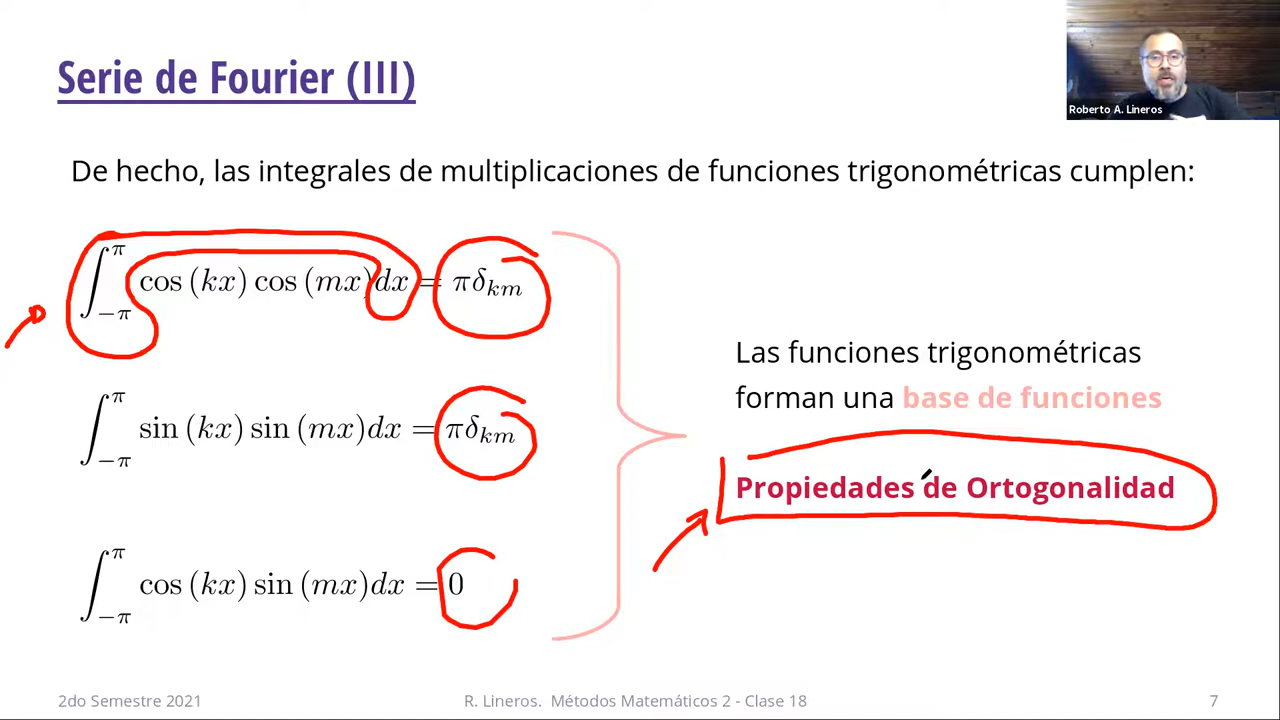 Serie de Fourier (III)
Roberto A. Lineros
De hecho, las integrales de multiplicaciones de funciones trigonométricas cumplen:
∫_{-π}^{π} cos (kx) cos (mx)dx = πδ_{km}
∫_{-π}^{π} sin (kx) sin (mx)dx = πδ_{km}
∫_{-π}^{π} cos (kx) sin (mx)dx = 0
Las funciones trigonométricas
forman una base de funciones
Propiedades de Ortogonalidad
2do Semestre 2021
R. Lineros. Métodos Matemáticos 2 - Clase 18
7